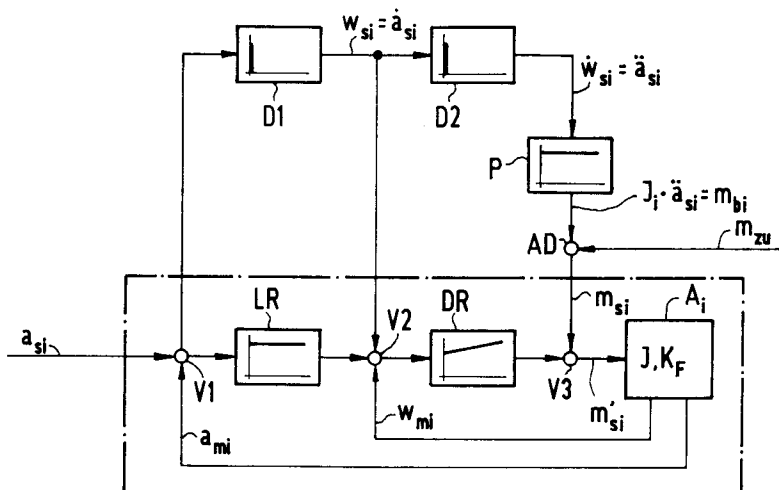 w_si = ȧ_si
D1
D2
ẇ_si = ä_si
P
J_i · ä_si = m_bi
AD
m_zu
m_si
A_i
LR
DR
a_si
V1
V2
V3
J, K_F
m'_si
w_mi
a_mi